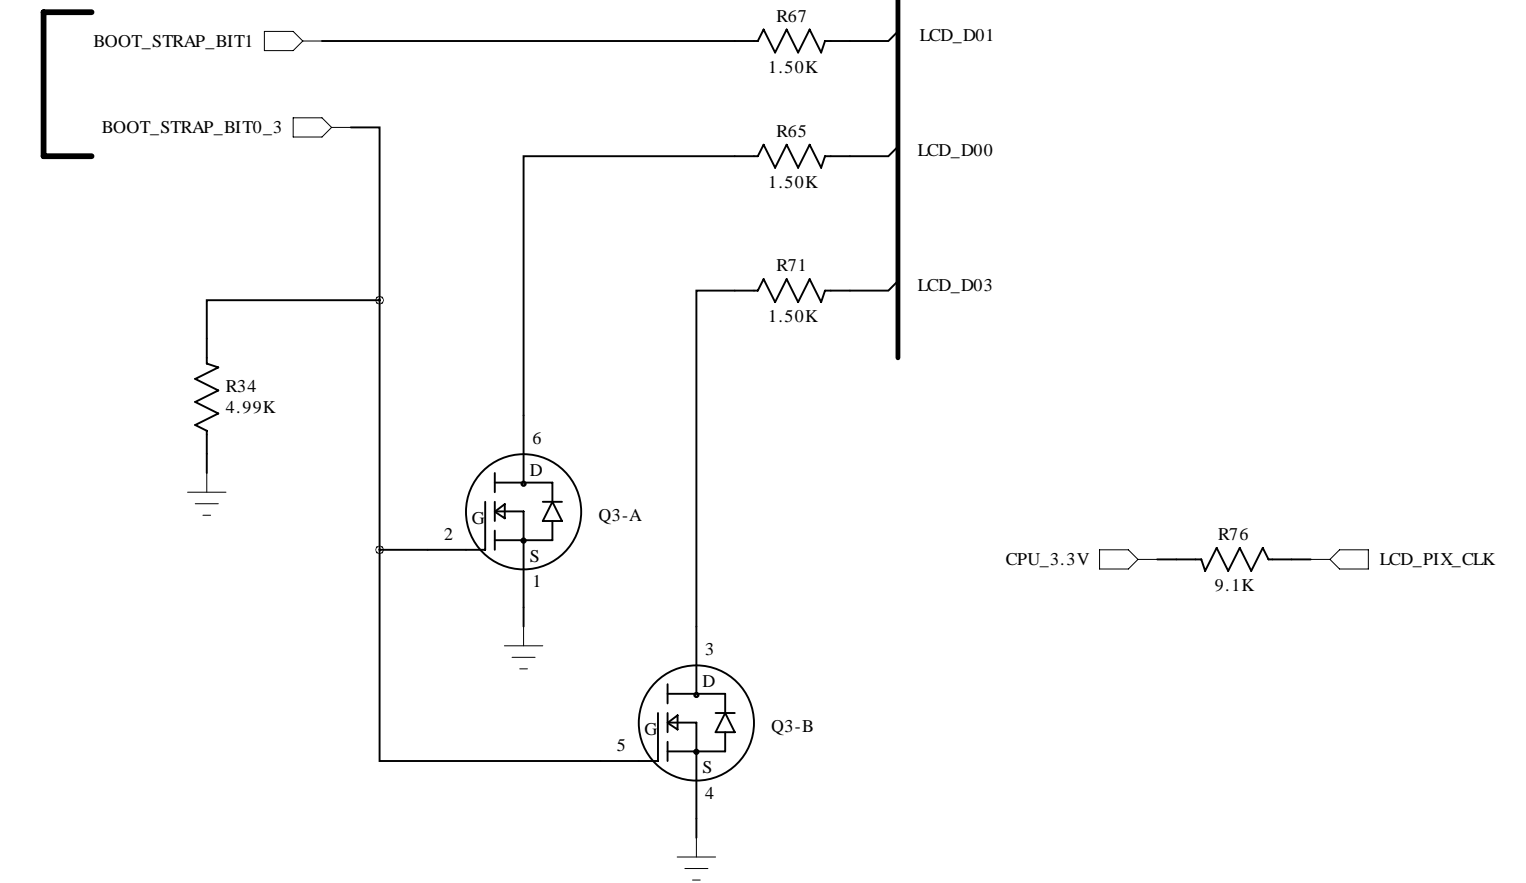 R67
BOOT_STRAP_BIT1
LCD_D01
1.50K
R65
BOOT_STRAP_BIT0_3
LCD_D00
1.50K
R71
LCD_D03
1.50K
R34
4.99K
6
D
G
Q3-A
2
S
1
R76
CPU_3.3V
LCD_PIX_CLK
9.1K
3
D
G
Q3-B
5
S
4